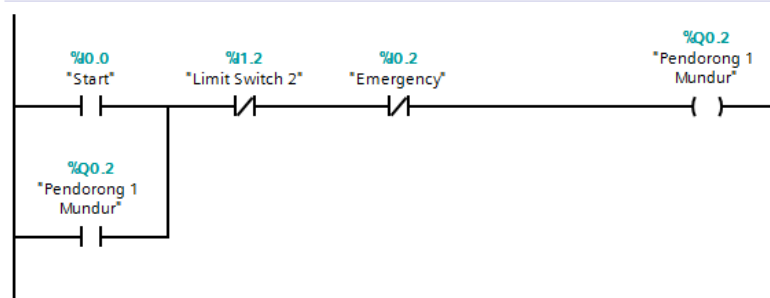 %Q0.2
%I0.0
%I1.2
%I0.2
"Pendorong 1
"Start"
"Limit Switch 2"
"Emergency"
Mundur"
%Q0.2
"Pendorong 1
Mundur"